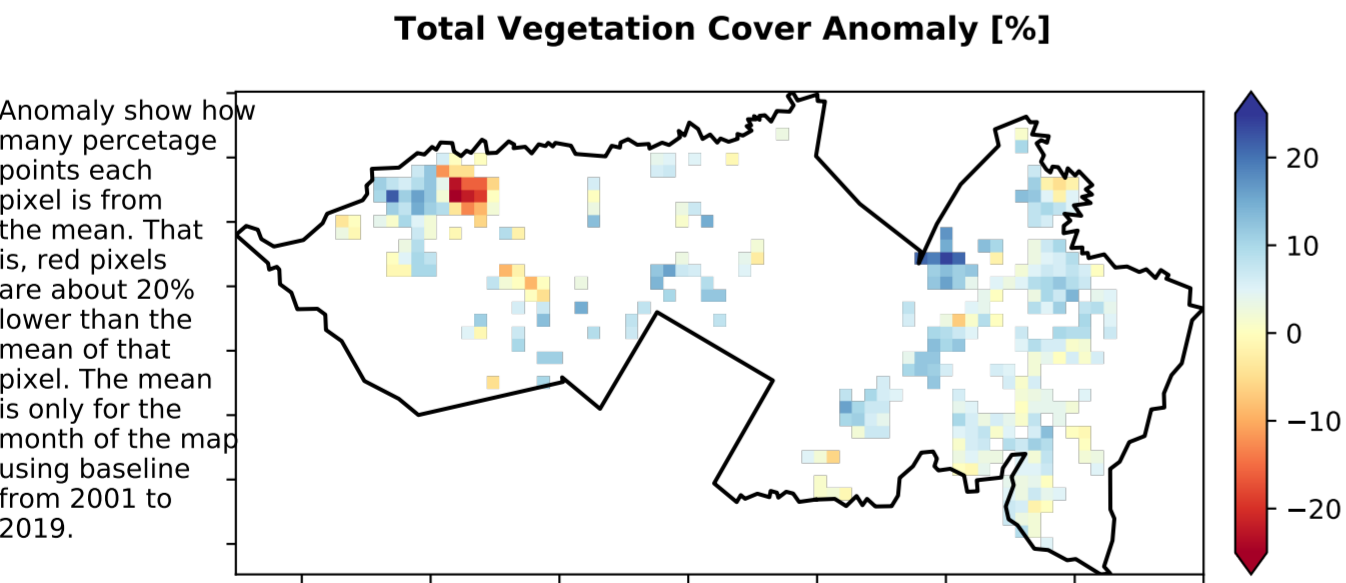 Total Vegetation Cover Anomaly [%]
Anomaly show how
many percetage
points each
pixel is from
the mean. That
is, red pixels
are about 20%
lower than the
mean of that
pixel. The mean
is only for the
month of the map
using baseline
from 2001 to
2019.
20
10
0
−10
−20